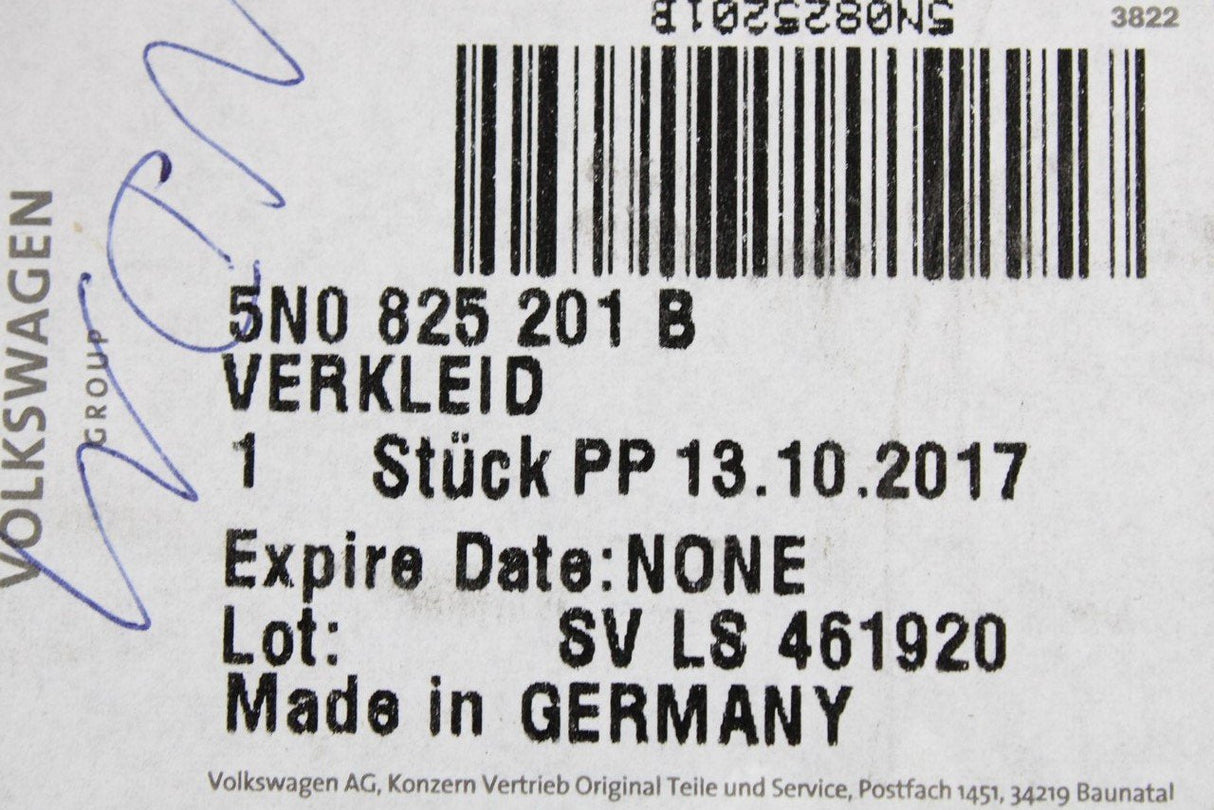 5N0825201B
3822
VOLKSWAGEN
GROUP
5N0 825 201 B
VERKLEID
1 Stück PP 13.10.2017
Expire Date:NONE
Lot: SV LS 461920
Made in GERMANY
Volkswagen AG, Konzern Vertrieb Original Teile und Service, Postfach 1451, 34219 Baunatal